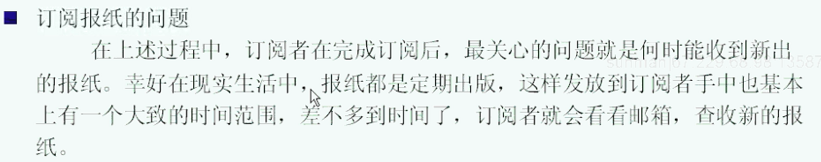 订阅报纸的问题
在上述过程中，订阅者在完成订阅后，最关心的问题就是何时能收到新出
的报纸。幸好在现实生活中，报纸都是定期出版，这样发放到订阅者手中也基本
上有一个大致的时间范围，差不多到时间了，订阅者就会看看邮箱，查收新的报
纸。